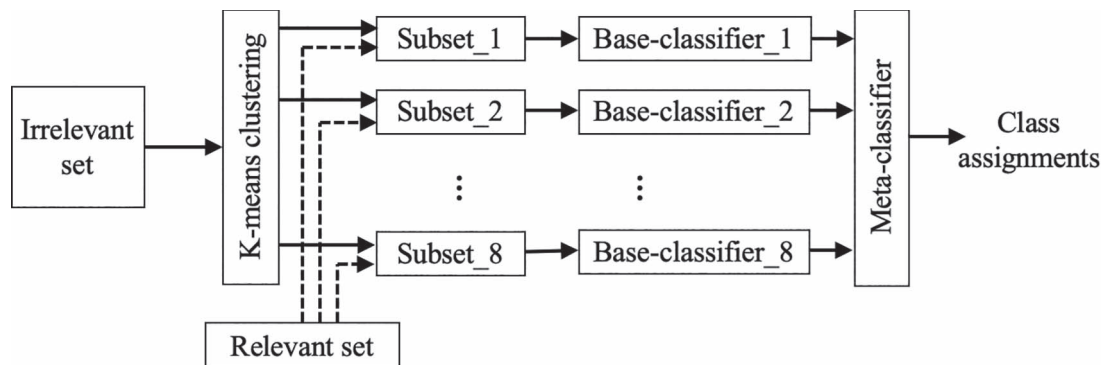 Irrelevant
set
K-means clustering
Subset_1
Base-classifier_1
Subset_2
Base-classifier_2
⋮
⋮
Subset_8
Base-classifier_8
Meta-classifier
Class
assignments
Relevant set